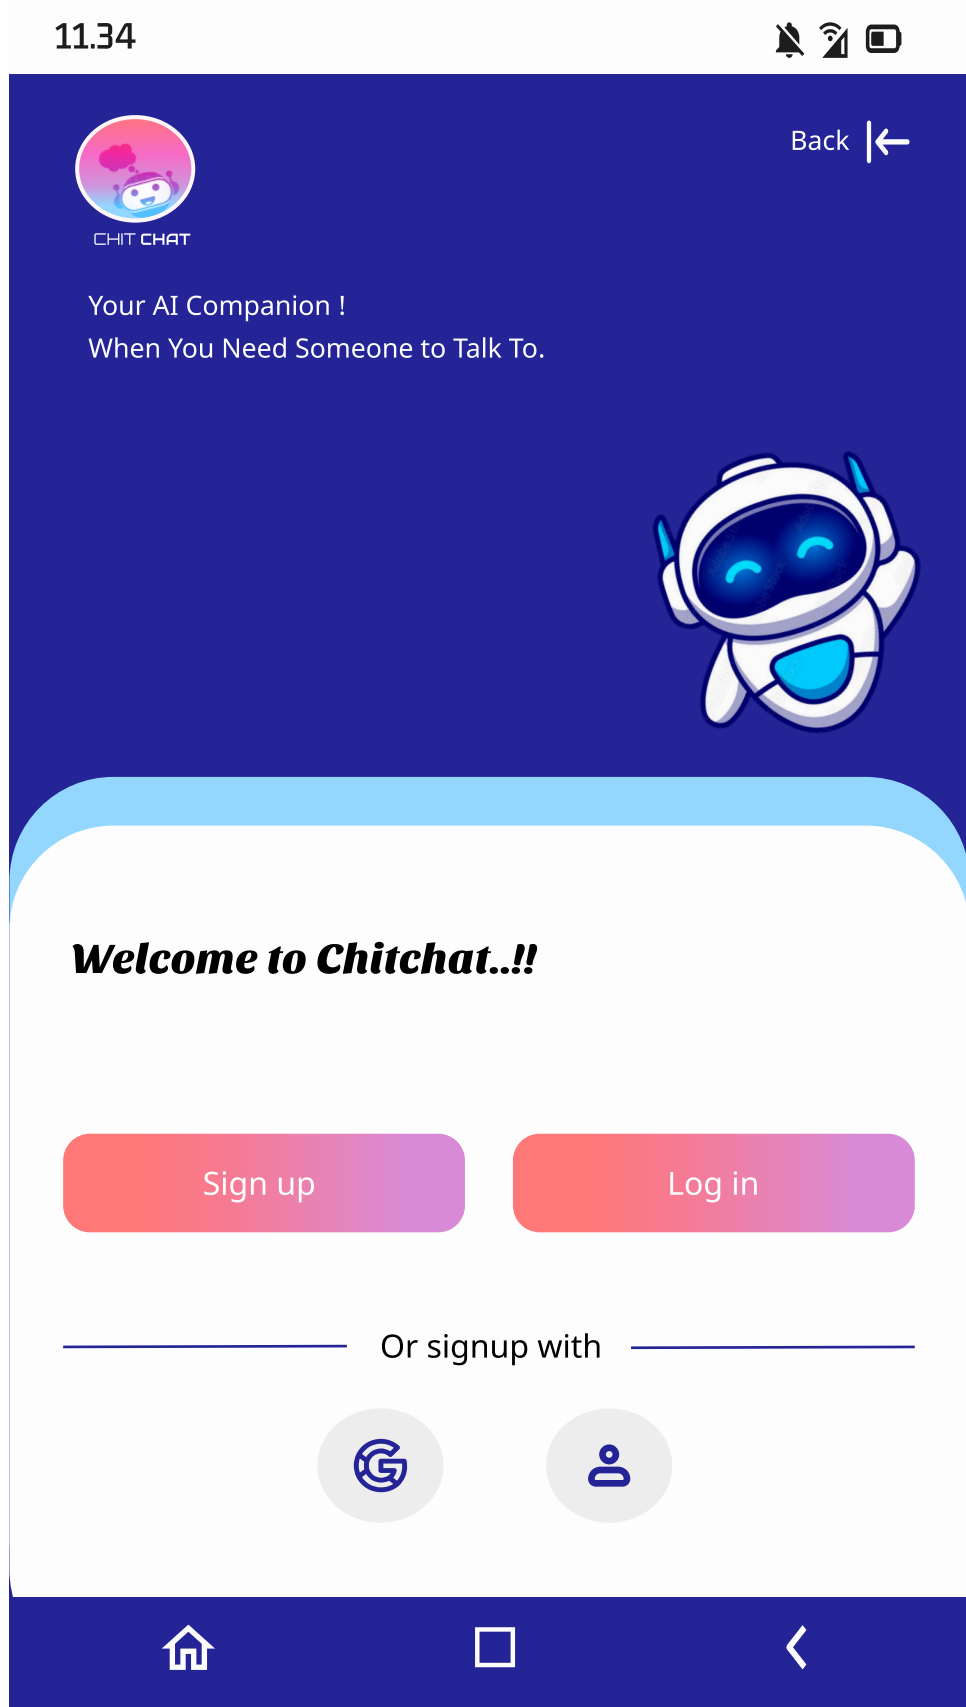 11.34
Back
CHIT CHAT
Your AI Companion !
When You Need Someone to Talk To.
Welcome to Chitchat..!!
Sign up
Log in
Or signup with